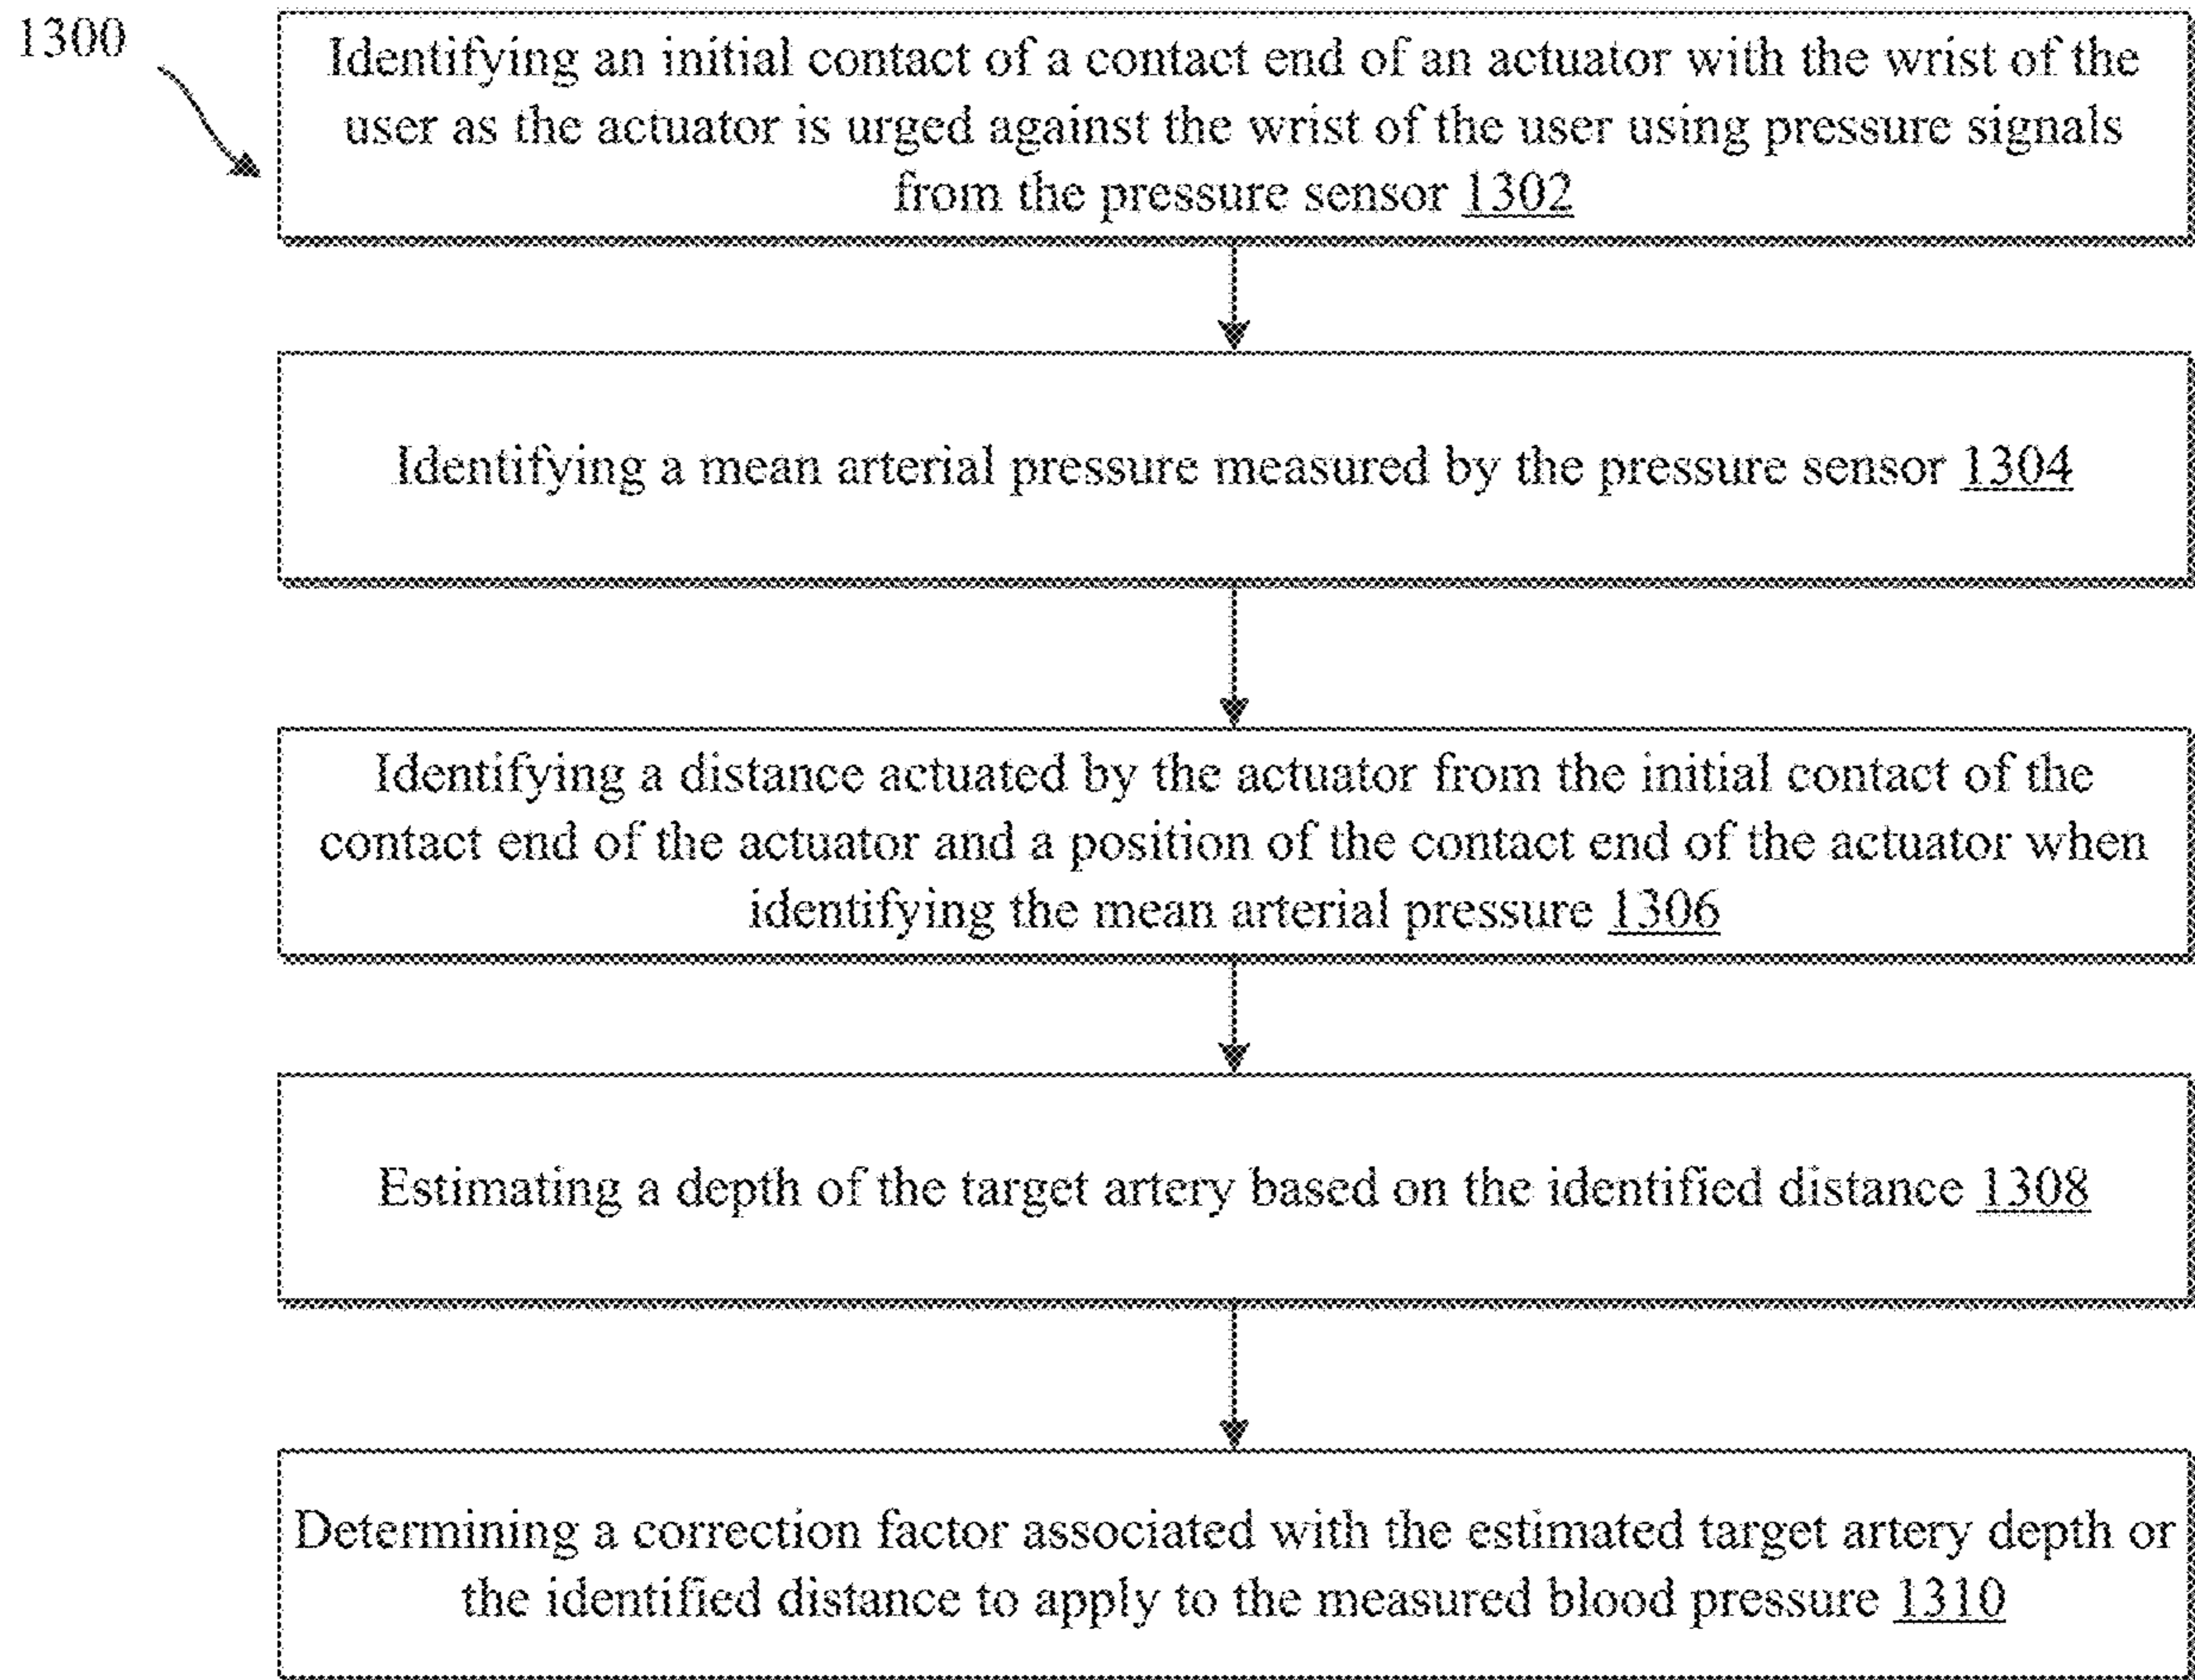 1300
Identifying an initial contact of a contact end of an actuator with the wrist of the
user as the actuator is urged against the wrist of the user using pressure signals
from the pressure sensor 1302
Identifying a mean arterial pressure measured by the pressure sensor 1304
Identifying a distance actuated by the actuator from the initial contact of the
contact end of the actuator and a position of the contact end of the actuator when
identifying the mean arterial pressure 1306
Estimating a depth of the target artery based on the identified distance 1308
Determining a correction factor associated with the estimated target artery depth or
the identified distance to apply to the measured blood pressure 1310